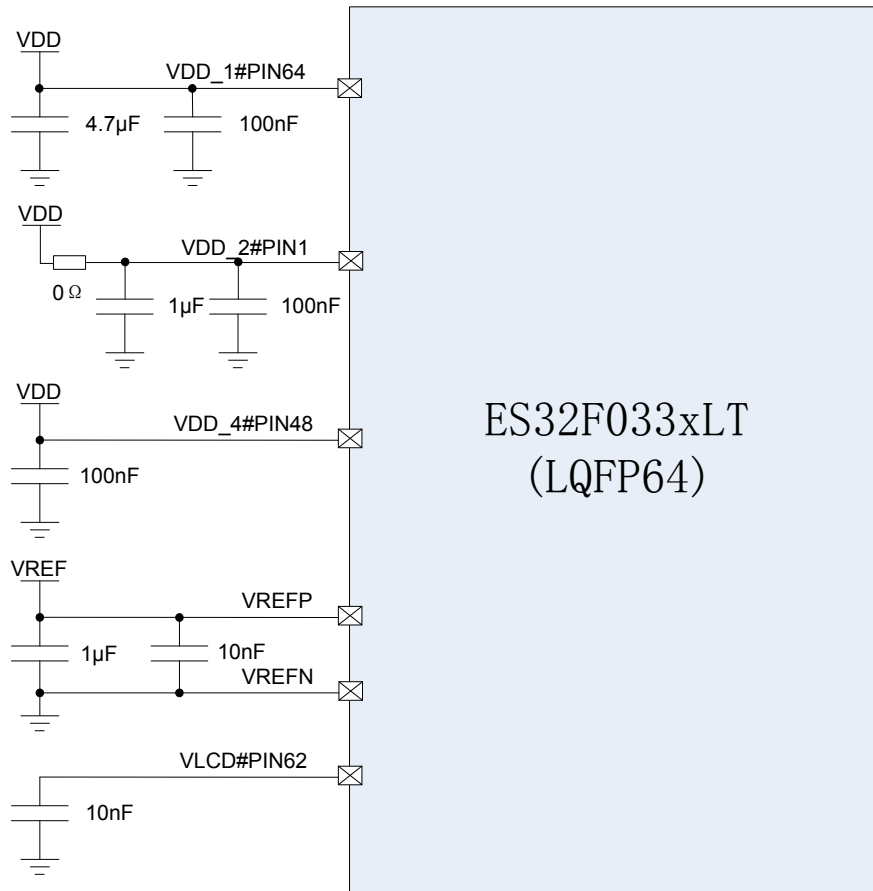 VDD
VDD_1#PIN64
4.7µF
100nF
VDD
VDD_2#PIN1
0Ω
1µF
100nF
VDD
VDD_4#PIN48
100nF
ES32F033xLT
(LQFP64)
VREF
VREFP
1µF
10nF
VREFN
VLCD#PIN62
10nF